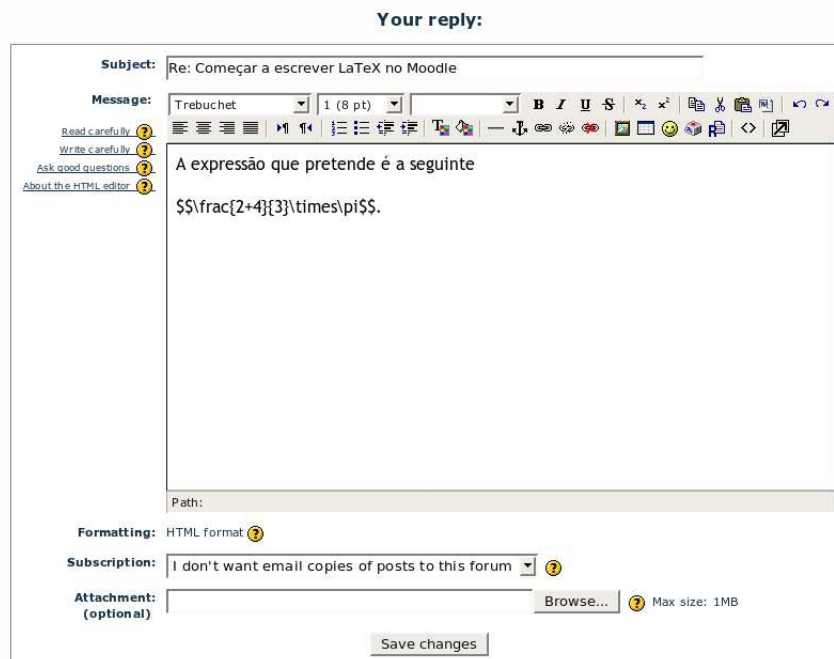 Your reply:
Subject: Re: Começar a escrever LaTeX no Moodle
Message: Trebuchet 1 (8 pt) B I U S x₂ x²
Read carefully ?
Write carefully ?
Ask good questions ?
About the HTML editor ?
A expressão que pretende é a seguinte
$$\frac{2+4}{3}\times\pi$$.
Path:
Formatting: HTML format ?
Subscription: I don't want email copies of posts to this forum ?
Attachment: (optional) Browse... ? Max size: 1MB
Save changes